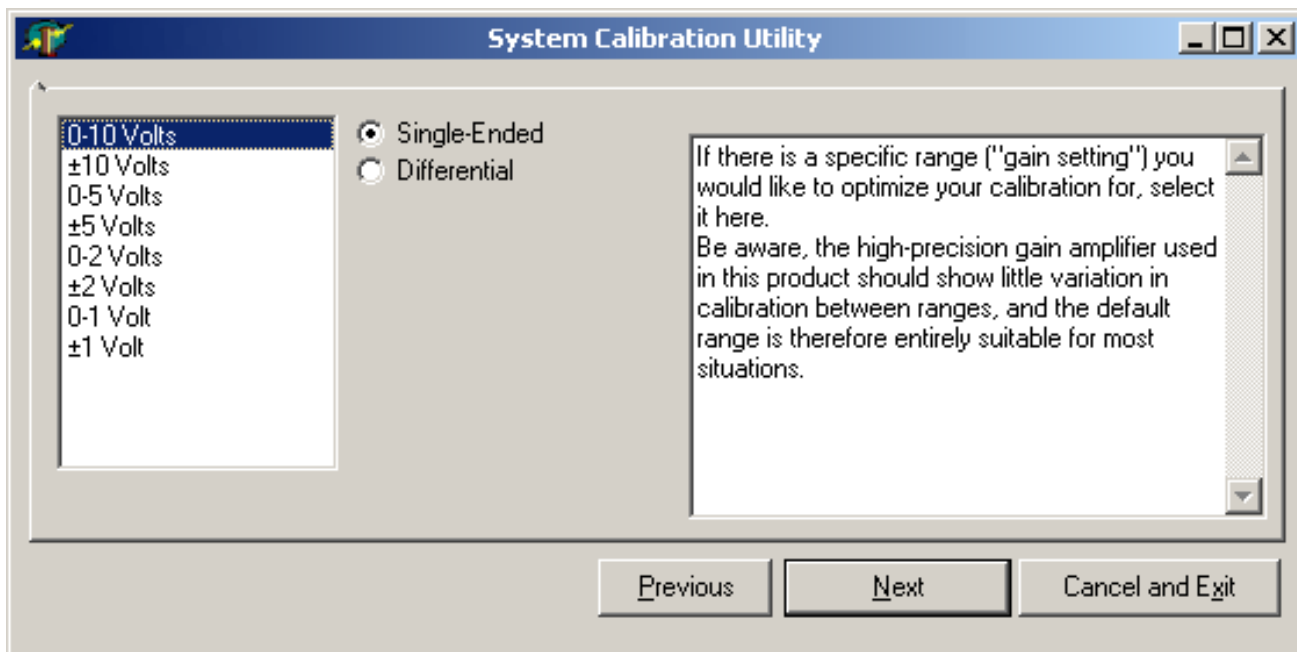 System Calibration Utility
0-10 Volts
±10 Volts
0-5 Volts
±5 Volts
0-2 Volts
±2 Volts
0-1 Volt
±1 Volt
Single-Ended
Differential
If there is a specific range ("gain setting") you
would like to optimize your calibration for, select
it here.
Be aware, the high-precision gain amplifier used
in this product should show little variation in
calibration between ranges, and the default
range is therefore entirely suitable for most
situations.
Previous
Next
Cancel and Exit